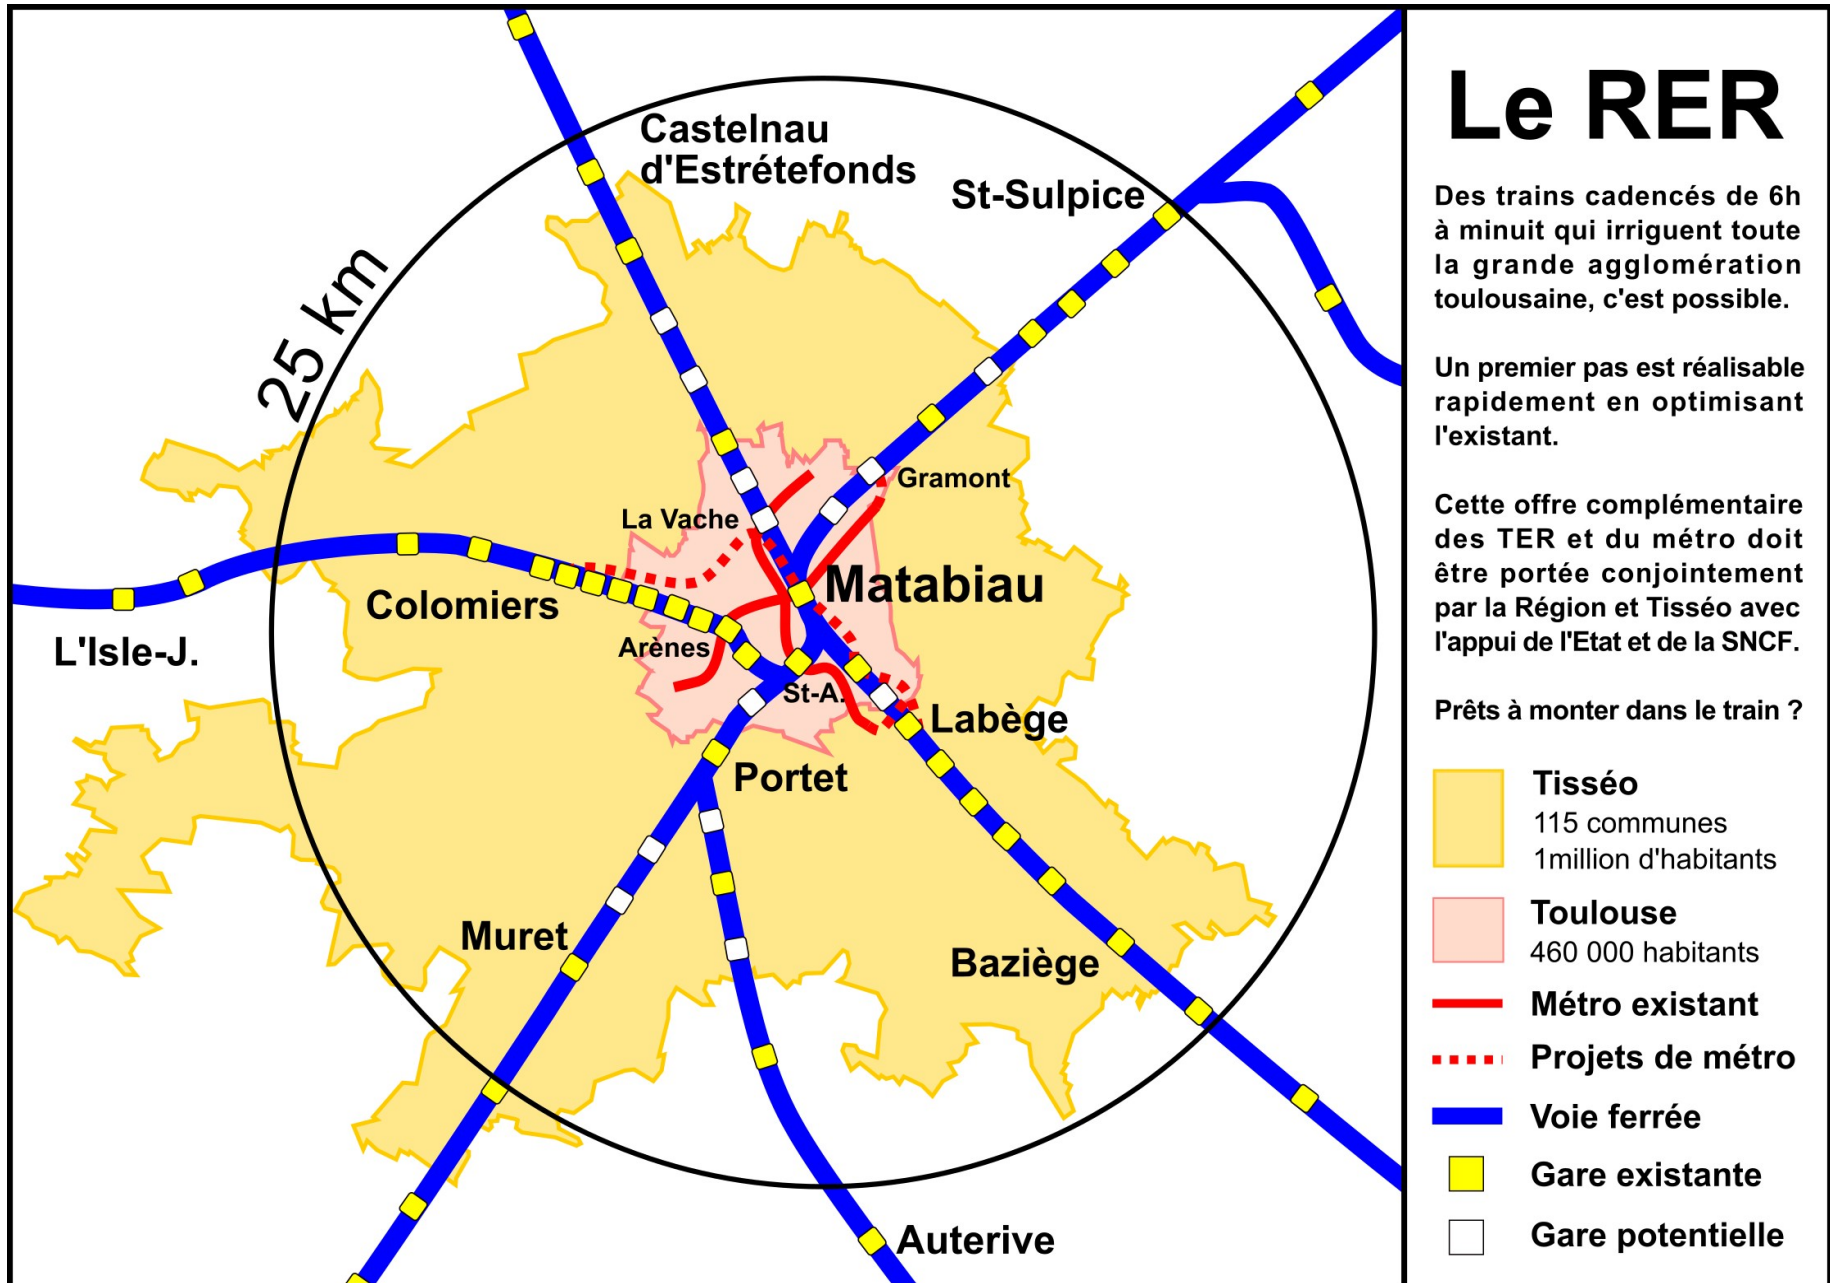 Castelnau
d'Estrétefonds
St-Sulpice
25 km
Gramont
La Vache
Matabiau
Colomiers
Arènes
L'Isle-J.
St-A.
Labège
Portet
Muret
Baziège
Auterive
Le RER
Des trains cadencés de 6h
à minuit qui irriguent toute
la grande agglomération
toulousaine, c'est possible.
Un premier pas est réalisable
rapidement en optimisant
l'existant.
Cette offre complémentaire
des TER et du métro doit
être portée conjointement
par la Région et Tisséo avec
l'appui de l'Etat et de la SNCF.
Prêts à monter dans le train ?
Tisséo
115 communes
1million d'habitants
Toulouse
460 000 habitants
Métro existant
Projets de métro
Voie ferrée
Gare existante
Gare potentielle